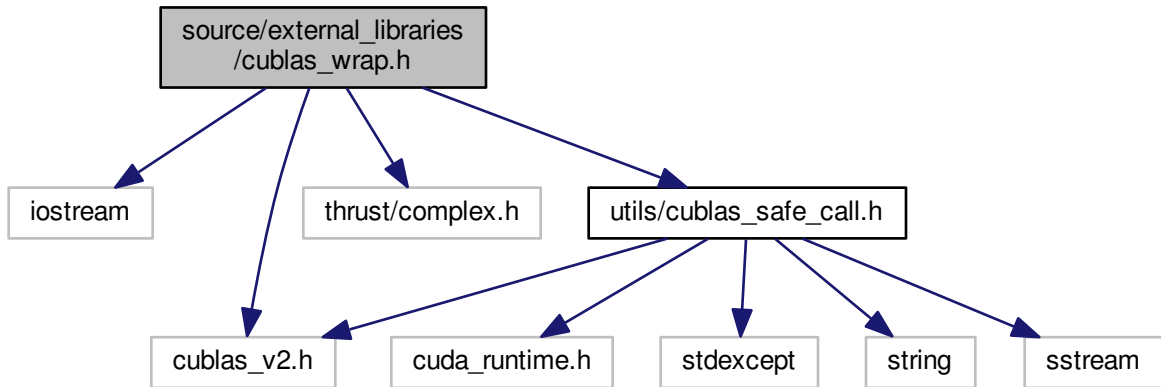 source/external_libraries
/cublas_wrap.h
iostream
thrust/complex.h
utils/cublas_safe_call.h
cublas_v2.h
cuda_runtime.h
stdexcept
string
sstream